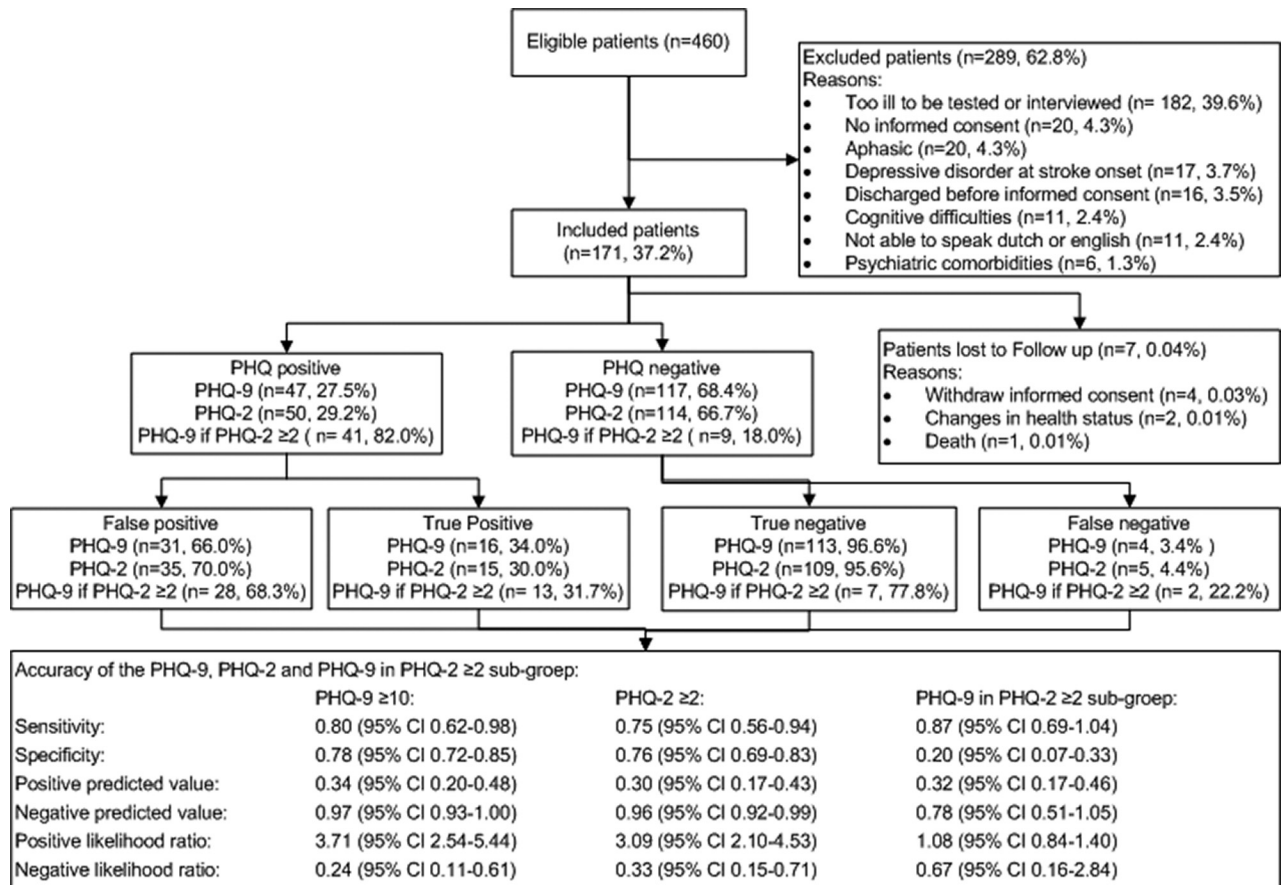 Eligible patients (n=460)
Excluded patients (n=289, 62.8%)
Reasons:
• Too ill to be tested or interviewed (n= 182, 39.6%)
• No informed consent (n=20, 4.3%)
• Aphasic (n=20, 4.3%)
• Depressive disorder at stroke onset (n=17, 3.7%)
• Discharged before informed consent (n=16, 3.5%)
• Cognitive difficulties (n=11, 2.4%)
• Not able to speak dutch or english (n=11, 2.4%)
• Psychiatric comorbidities (n=6, 1.3%)
Included patients
(n=171, 37.2%)
PHQ positive
PHQ-9 (n=47, 27.5%)
PHQ-2 (n=50, 29.2%)
PHQ-9 if PHQ-2 ≥2 ( n= 41, 82.0%)
PHQ negative
PHQ-9 (n=117, 68.4%)
PHQ-2 (n=114, 66.7%)
PHQ-9 if PHQ-2 ≥2 ( n=9, 18.0%)
Patients lost to Follow up (n=7, 0.04%)
Reasons:
• Withdraw informed consent (n=4, 0.03%)
• Changes in health status (n=2, 0.01%)
• Death (n=1, 0.01%)
False positive
PHQ-9 (n=31, 66.0%)
PHQ-2 (n=35, 70.0%)
PHQ-9 if PHQ-2 ≥2 (n= 28, 68.3%)
True Positive
PHQ-9 (n=16, 34.0%)
PHQ-2 (n=15, 30.0%)
PHQ-9 if PHQ-2 ≥2 (n= 13, 31.7%)
True negative
PHQ-9 (n=113, 96.6%)
PHQ-2 (n=109, 95.6%)
PHQ-9 if PHQ-2 ≥2 (n= 7, 77.8%)
False negative
PHQ-9 (n=4, 3.4% )
PHQ-2 (n=5, 4.4%)
PHQ-9 if PHQ-2 ≥2 (n= 2, 22.2%)
Accuracy of the PHQ-9, PHQ-2 and PHQ-9 in PHQ-2 ≥2 sub-groep:
PHQ-9 ≥10: PHQ-2 ≥2: PHQ-9 in PHQ-2 ≥2 sub-groep:
Sensitivity: 0.80 (95% CI 0.62-0.98) 0.75 (95% CI 0.56-0.94) 0.87 (95% CI 0.69-1.04)
Specificity: 0.78 (95% CI 0.72-0.85) 0.76 (95% CI 0.69-0.83) 0.20 (95% CI 0.07-0.33)
Positive predicted value: 0.34 (95% CI 0.20-0.48) 0.30 (95% CI 0.17-0.43) 0.32 (95% CI 0.17-0.46)
Negative predicted value: 0.97 (95% CI 0.93-1.00) 0.96 (95% CI 0.92-0.99) 0.78 (95% CI 0.51-1.05)
Positive likelihood ratio: 3.71 (95% CI 2.54-5.44) 3.09 (95% CI 2.10-4.53) 1.08 (95% CI 0.84-1.40)
Negative likelihood ratio: 0.24 (95% CI 0.11-0.61) 0.33 (95% CI 0.15-0.71) 0.67 (95% CI 0.16-2.84)